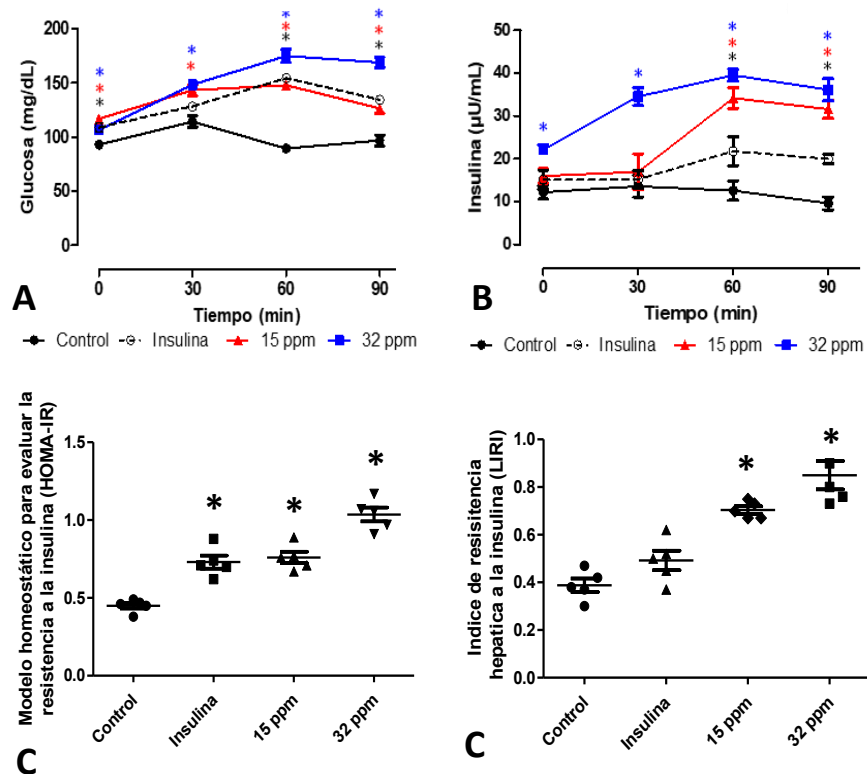 Glucosa (mg/dL)
200
150
100
50
0
* * * *
* * * *
* * *
0 30 60 90
Tiempo (min)
A
Control Insulina 15 ppm 32 ppm
Insulina (µU/mL)
50
40
30
20
10
0
* * * *
* *
* *
0 30 60 90
Tiempo (min)
B
Control Insulina 15 ppm 32 ppm
Modelo homeostático para evaluar la
resistencia a la insulina (HOMA-IR)
1.5
1.0
0.5
0.0
* * *
Control Insulina 15 ppm 32 ppm
C
Indice de resisitencia
hepatica a la insulina (LIRI)
1.0
0.8
0.6
0.4
0.2
0.0
* *
Control Insulina 15 ppm 32 ppm
C